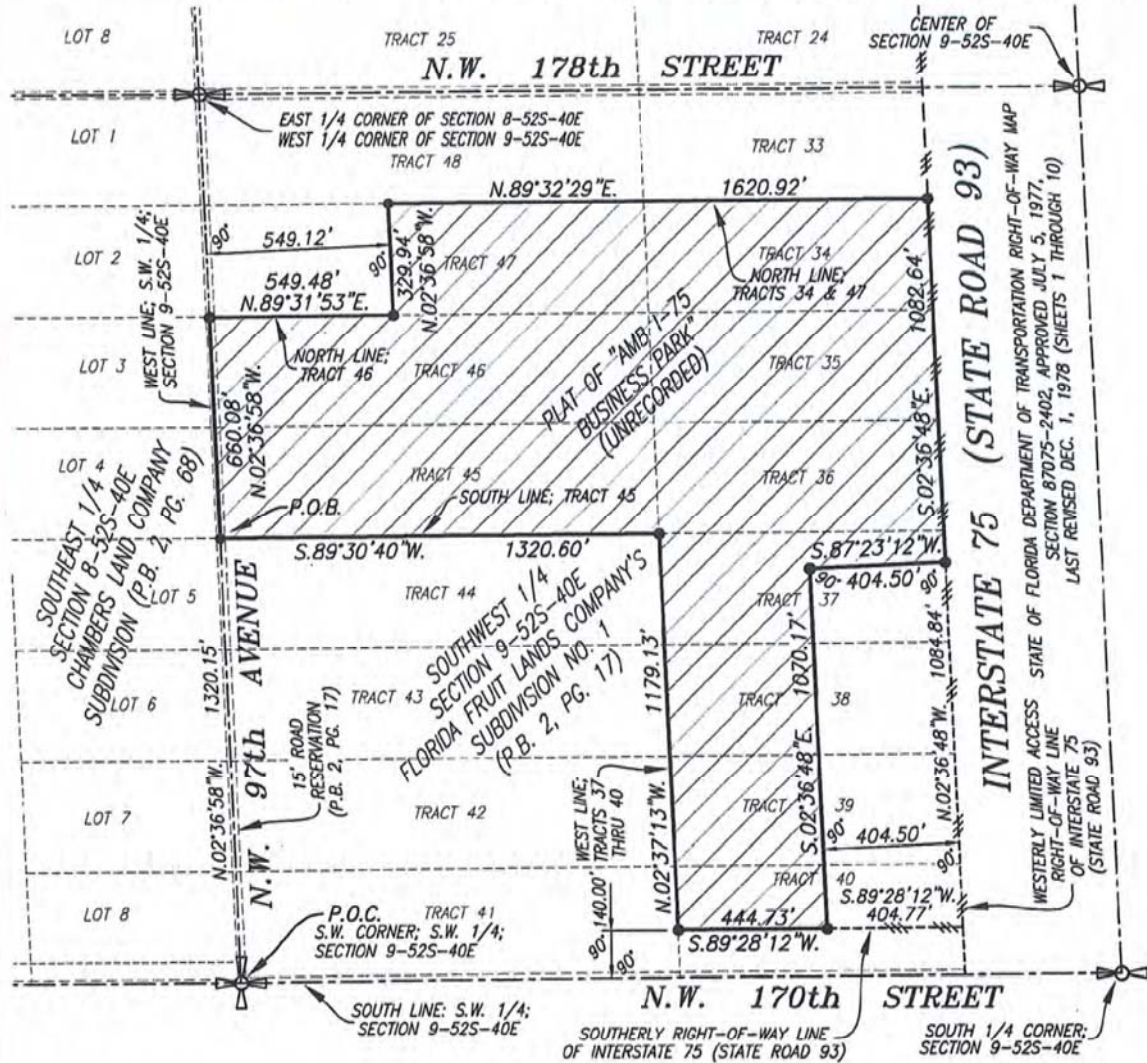 LOT 8
TRACT 25
TRACT 24
CENTER OF
SECTION 9-52S-40E
N.W. 178th STREET
EAST 1/4 CORNER OF SECTION 8-52S-40E
WEST 1/4 CORNER OF SECTION 9-52S-40E
LOT 1
TRACT 48
TRACT 33
N.89°32'29"E. 1620.92'
WEST LINE; S.W. 1/4;
SECTION 9-52S-40E
LOT 2
90'
549.12'
90'
329.94'
N.02°36'58"W.
TRACT 47
TRACT 34
NORTH LINE;
TRACTS 34 & 47
549.48'
N.89°31'53"E.
1082.64'
S.02°36'48"E.
LOT 3
NORTH LINE;
TRACT 46
TRACT 46
PLAT OF "AMB I-75
BUSINESS PARK"
(UNRECORDED)
TRACT 35
660.08'
N.02°36'58"W.
LOT 4
TRACT 45
SOUTH LINE; TRACT 45
TRACT 36
P.O.B.
S.89°30'40"W. 1320.60'
S.87°23'12"W.
90°
404.50'
90°
SOUTHEAST 1/4
SECTION 8-52S-40E
CHAMBERS LAND COMPANY
SUBDIVISION (P.B. 2, PG. 68)
LOT 5
TRACT 44
TRACT 37
SOUTHWEST 1/4
SECTION 9-52S-40E
FLORIDA FRUIT LANDS COMPANY'S
SUBDIVISION NO. 1
(P.B. 2, PG. 17)
1320.15'
N.02°36'58"W.
N.W. 97th AVENUE
LOT 6
TRACT 43
15' ROAD
RESERVATION
(P.B. 2, PG. 17)
1179.13'
N.02°37'13"W.
1070.17'
S.02°36'48"E.
TRACT 38
1084.84'
N.02°36'48"W.
LOT 7
TRACT 42
WEST LINE;
TRACTS 37
THRU 40
TRACT 39
90°
404.50'
90°
LOT 8
P.O.C.
S.W. CORNER; S.W. 1/4;
SECTION 9-52S-40E
TRACT 41
140.00'
90°
90°
TRACT 40
444.73'
S.89°28'12"W.
S.89°28'12"W.
404.77'
INTERSTATE 75 (STATE ROAD 93)
STATE OF FLORIDA DEPARTMENT OF TRANSPORTATION RIGHT-OF-WAY MAP
SECTION 87075-2402, APPROVED JULY 5, 1977,
LAST REVISED DEC. 1, 1978 (SHEETS 1 THROUGH 10)
WESTERLY LIMITED ACCESS
RIGHT-OF-WAY LINE
OF INTERSTATE 75
(STATE ROAD 93)
N.W. 170th STREET
SOUTH LINE: S.W. 1/4;
SECTION 9-52S-40E
SOUTHERLY RIGHT-OF-WAY LINE
OF INTERSTATE 75 (STATE ROAD 93)
SOUTH 1/4 CORNER;
SECTION 9-52S-40E